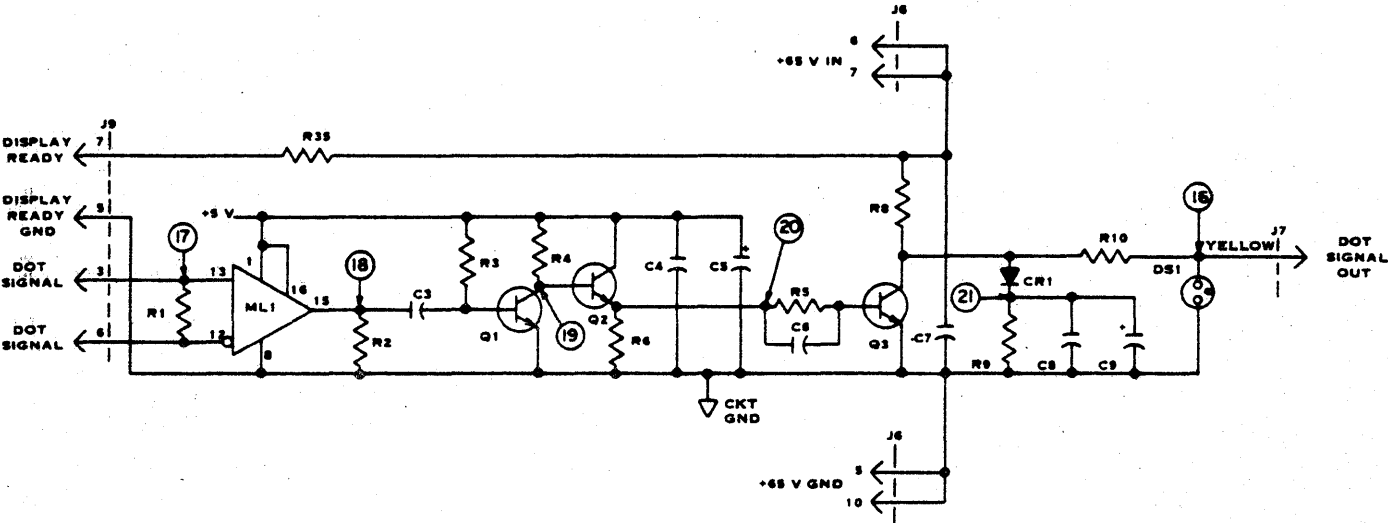 J6
6
+65 V IN
7
J9
DISPLAY
READY
7
R35
DISPLAY
READY
GND
5
+5 V
R8
16
17
DOT
SIGNAL
3
13
1
16
ML1
15
18
C3
R3
R4
C4
C5
+
20
R5
C6
R10
YELLOW
J7
DOT
SIGNAL
OUT
DS1
CR1
21
R1
DOT
SIGNAL
6
12
8
R2
Q1
19
Q2
R6
Q3
C7
R9
C8
C9
+
CKT
GND
J6
5
+65 V GND
10